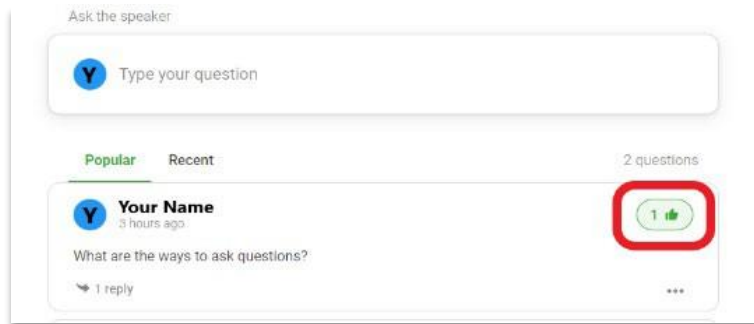 Ask the speaker
Y Type your question
Popular Recent 2 questions
Y Your Name 1
3 hours ago
What are the ways to ask questions?
1 reply